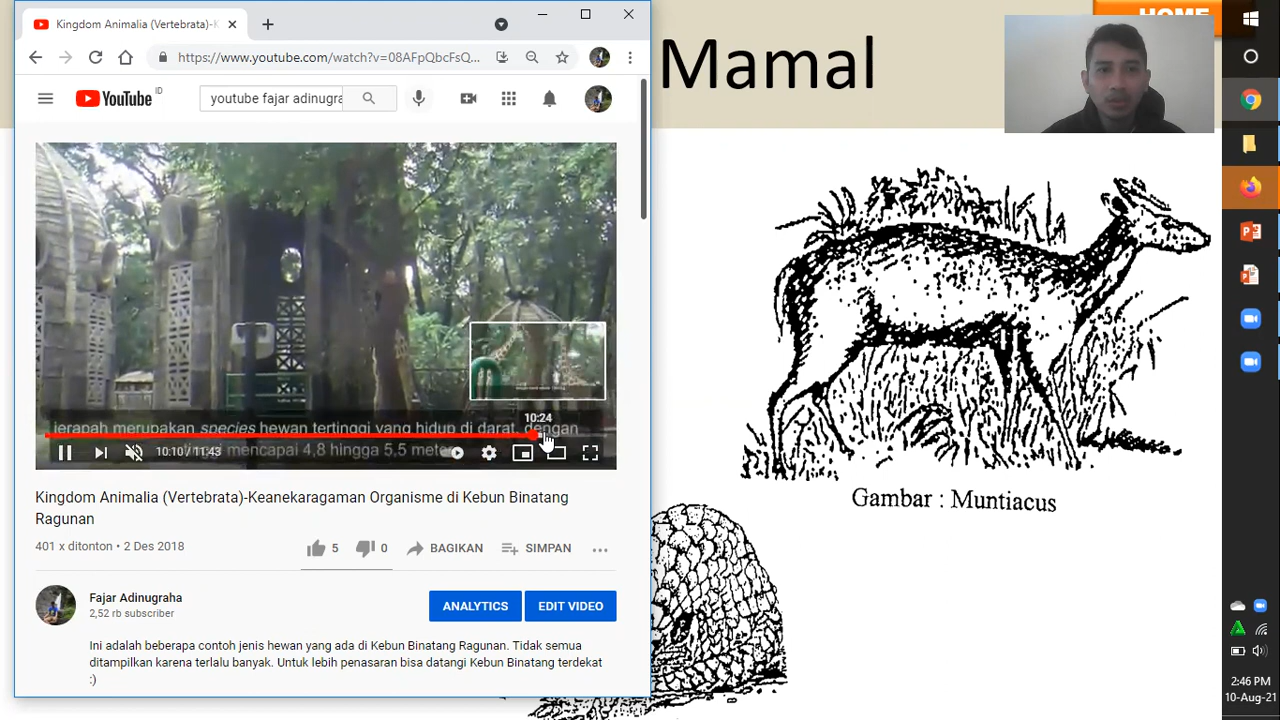 Kingdom Animalia (Vertebrata)-K
HOME
https://www.youtube.com/watch?v=08AFpQbcFsQ...
Mamal
YouTube ID
youtube fajar adinugra
10:24
jerapah merupakan species hewan tertinggi yang hidup di darat, dengan
10:10 / 11:43 mencapai 4,8 hingga 5,5 meter
Gambar : Muntiacus
Kingdom Animalia (Vertebrata)-Keanekaragaman Organisme di Kebun Binatang
Ragunan
401 x ditonton • 2 Des 2018
5
0
BAGIKAN
SIMPAN
Fajar Adinugraha
2,52 rb subscriber
ANALYTICS
EDIT VIDEO
Ini adalah beberapa contoh jenis hewan yang ada di Kebun Binatang Ragunan. Tidak semua
ditampilkan karena terlalu banyak. Untuk lebih penasaran bisa datangi Kebun Binatang terdekat
:)
2:46 PM
10-Aug-21